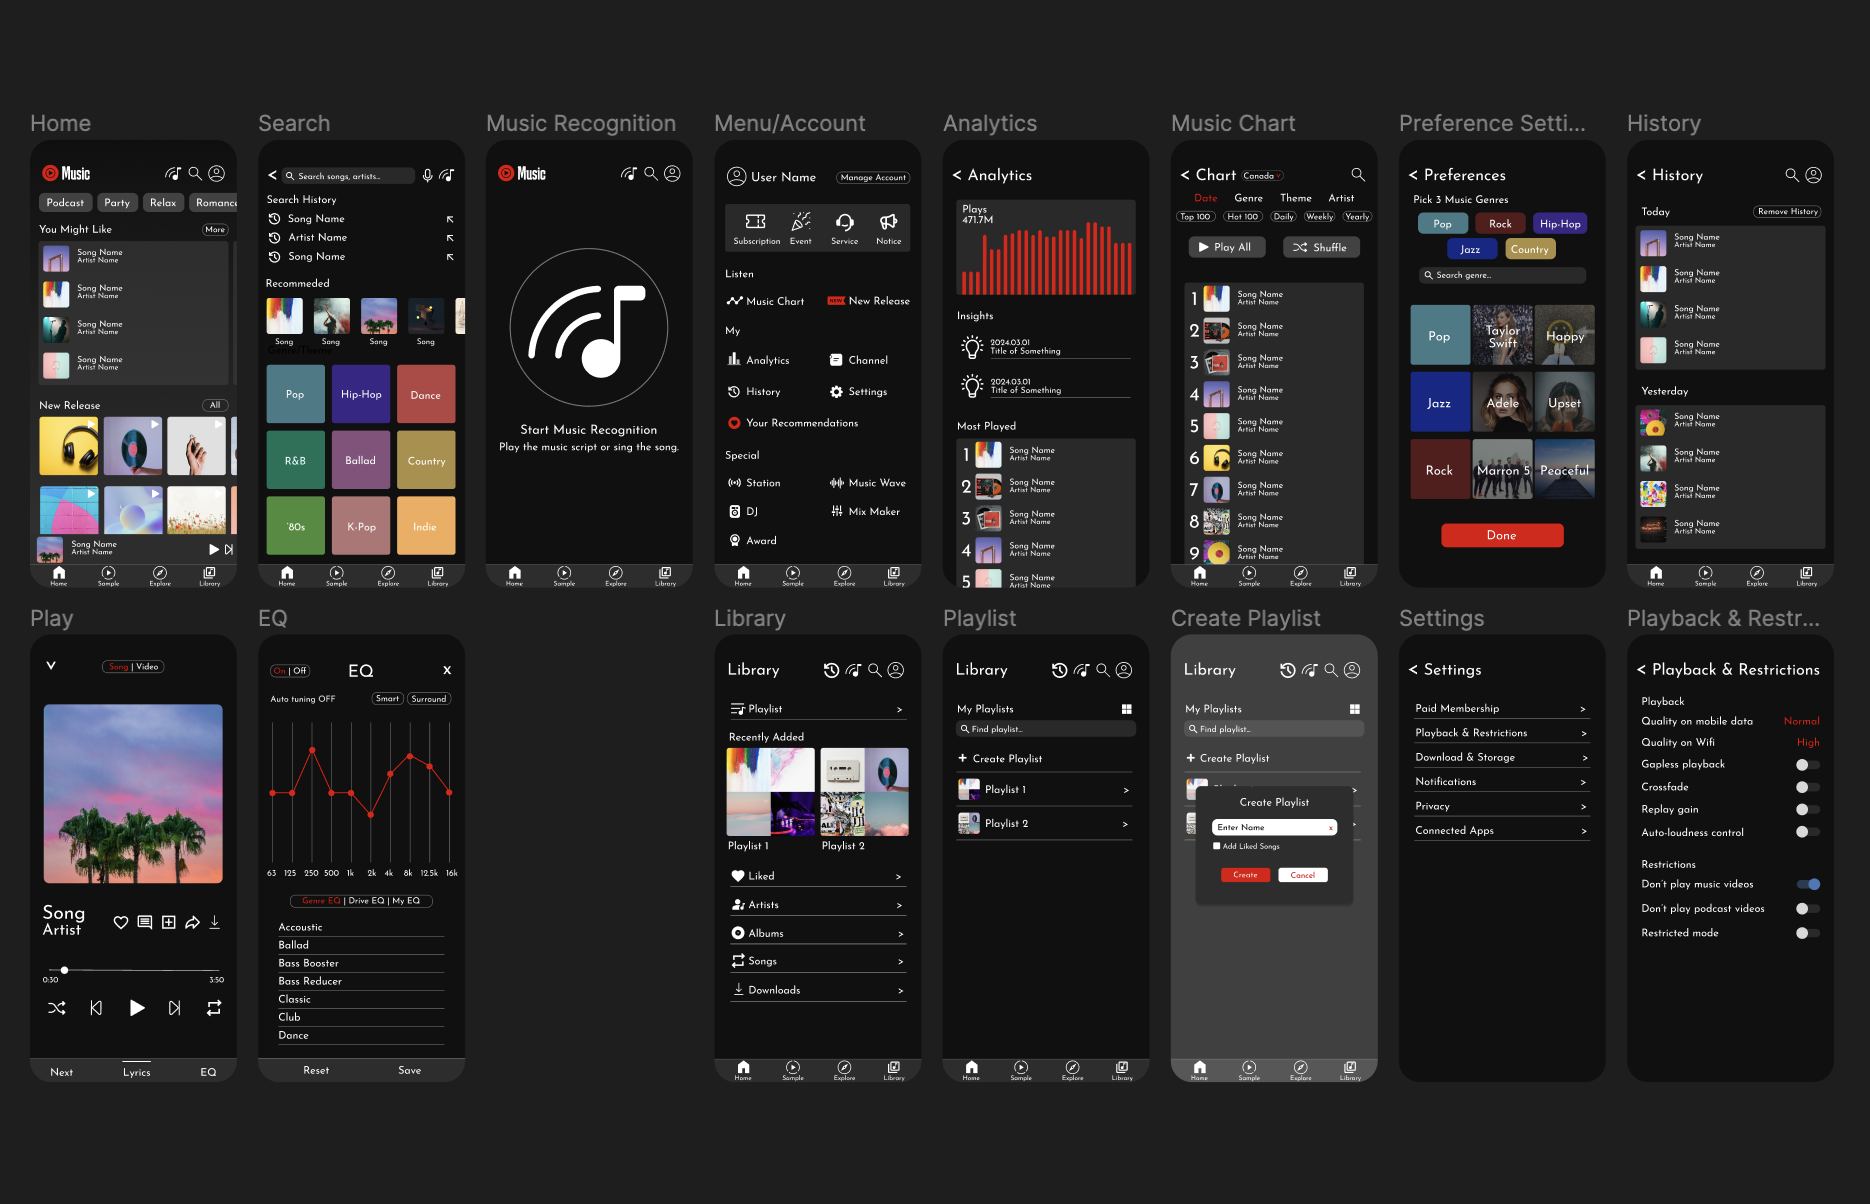 Home
Music
Podcast
Party
Relax
Romance
You Might Like
More
Song Name
Artist Name
Song Name
Artist Name
Song Name
Artist Name
Song Name
Artist Name
New Release
All
Song Name
Artist Name
Home
Sample
Explore
Library
Search
Search songs, artists...
Search History
Song Name
Artist Name
Song Name
Recommeded
Song
Song
Song
Song
Genre/Theme
Pop
Hip-Hop
Dance
R&B
Ballad
Country
'80s
K-Pop
Indie
Home
Sample
Explore
Library
Music Recognition
Music
Start Music Recognition
Play the music script or sing the song.
Home
Sample
Explore
Library
Menu/Account
User Name
Manage Account
Subscription
Event
Service
Notice
Listen
Music Chart
NEW
New Release
My
Analytics
Channel
History
Settings
Your Recommendations
Special
Station
Music Wave
DJ
Mix Maker
Award
Home
Sample
Explore
Library
Analytics
< Analytics
Plays
471.7M
Insights
2024.03.01
Title of Something
2024.03.01
Title of Something
Most Played
1
Song Name
Artist Name
2
Song Name
Artist Name
3
Song Name
Artist Name
4
Song Name
Artist Name
5
Song Name
Artist Name
Music Chart
< Chart
Canada
Date
Genre
Theme
Artist
Top 100
Hot 100
Daily
Weekly
Yearly
Play All
Shuffle
1
Song Name
Artist Name
2
Song Name
Artist Name
3
Song Name
Artist Name
4
Song Name
Artist Name
5
Song Name
Artist Name
6
Song Name
Artist Name
7
Song Name
Artist Name
8
Song Name
Artist Name
9
Song Name
Artist Name
Home
Sample
Explore
Library
Preference Setti...
< Preferences
Pick 3 Music Genres
Pop
Rock
Hip-Hop
Jazz
Country
Search genre...
Pop
Taylor
Swift
Happy
Jazz
Adele
Upset
Rock
Marron 5
Peaceful
Done
History
< History
Today
Remove History
Song Name
Artist Name
Song Name
Artist Name
Song Name
Artist Name
Song Name
Artist Name
Yesterday
Song Name
Artist Name
Song Name
Artist Name
Song Name
Artist Name
Song Name
Artist Name
Home
Sample
Explore
Library
Play
Song | Video
Song
Artist
0:30
3:50
Next
Lyrics
EQ
EQ
On | Off
EQ
X
Auto tuning OFF
Smart
Surround
63 125 250 500 1k 2k 4k 8k 12.5k 16k
Genre EQ | Drive EQ | My EQ
Accoustic
Ballad
Bass Booster
Bass Reducer
Classic
Club
Dance
Reset
Save
Library
Library
Playlist >
Recently Added
Playlist 1
Playlist 2
Liked >
Artists >
Albums >
Songs >
Downloads >
Home
Sample
Explore
Library
Playlist
Library
My Playlists
Find playlist...
+ Create Playlist
Playlist 1 >
Playlist 2 >
Home
Sample
Explore
Library
Create Playlist
Library
My Playlists
Find playlist...
+ Create Playlist
Create Playlist
Enter Name x
Add Liked Songs
Create
Cancel
Home
Sample
Explore
Library
Settings
< Settings
Paid Membership >
Playback & Restrictions >
Download & Storage >
Notifications >
Privacy >
Connected Apps >
Playback & Restr...
< Playback & Restrictions
Playback
Quality on mobile data Normal
Quality on Wifi High
Gapless playback
Crossfade
Replay gain
Auto-loudness control
Restrictions
Don't play music videos
Don't play podcast videos
Restricted mode